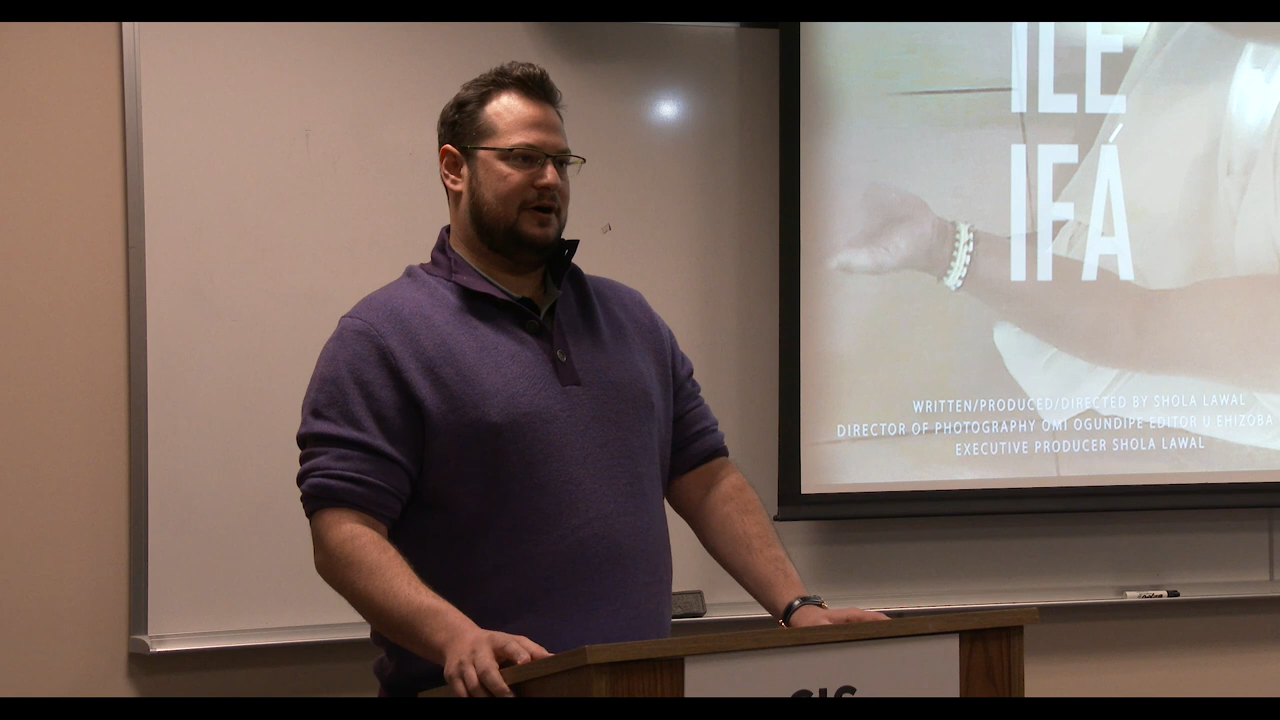 ILE
IFÁ
WRITTEN/PRODUCED/DIRECTED BY SHOLA LAWAL
DIRECTOR OF PHOTOGRAPHY OMI OGUNDIPE EDITOR U EHIZOBA
EXECUTIVE PRODUCER SHOLA LAWAL